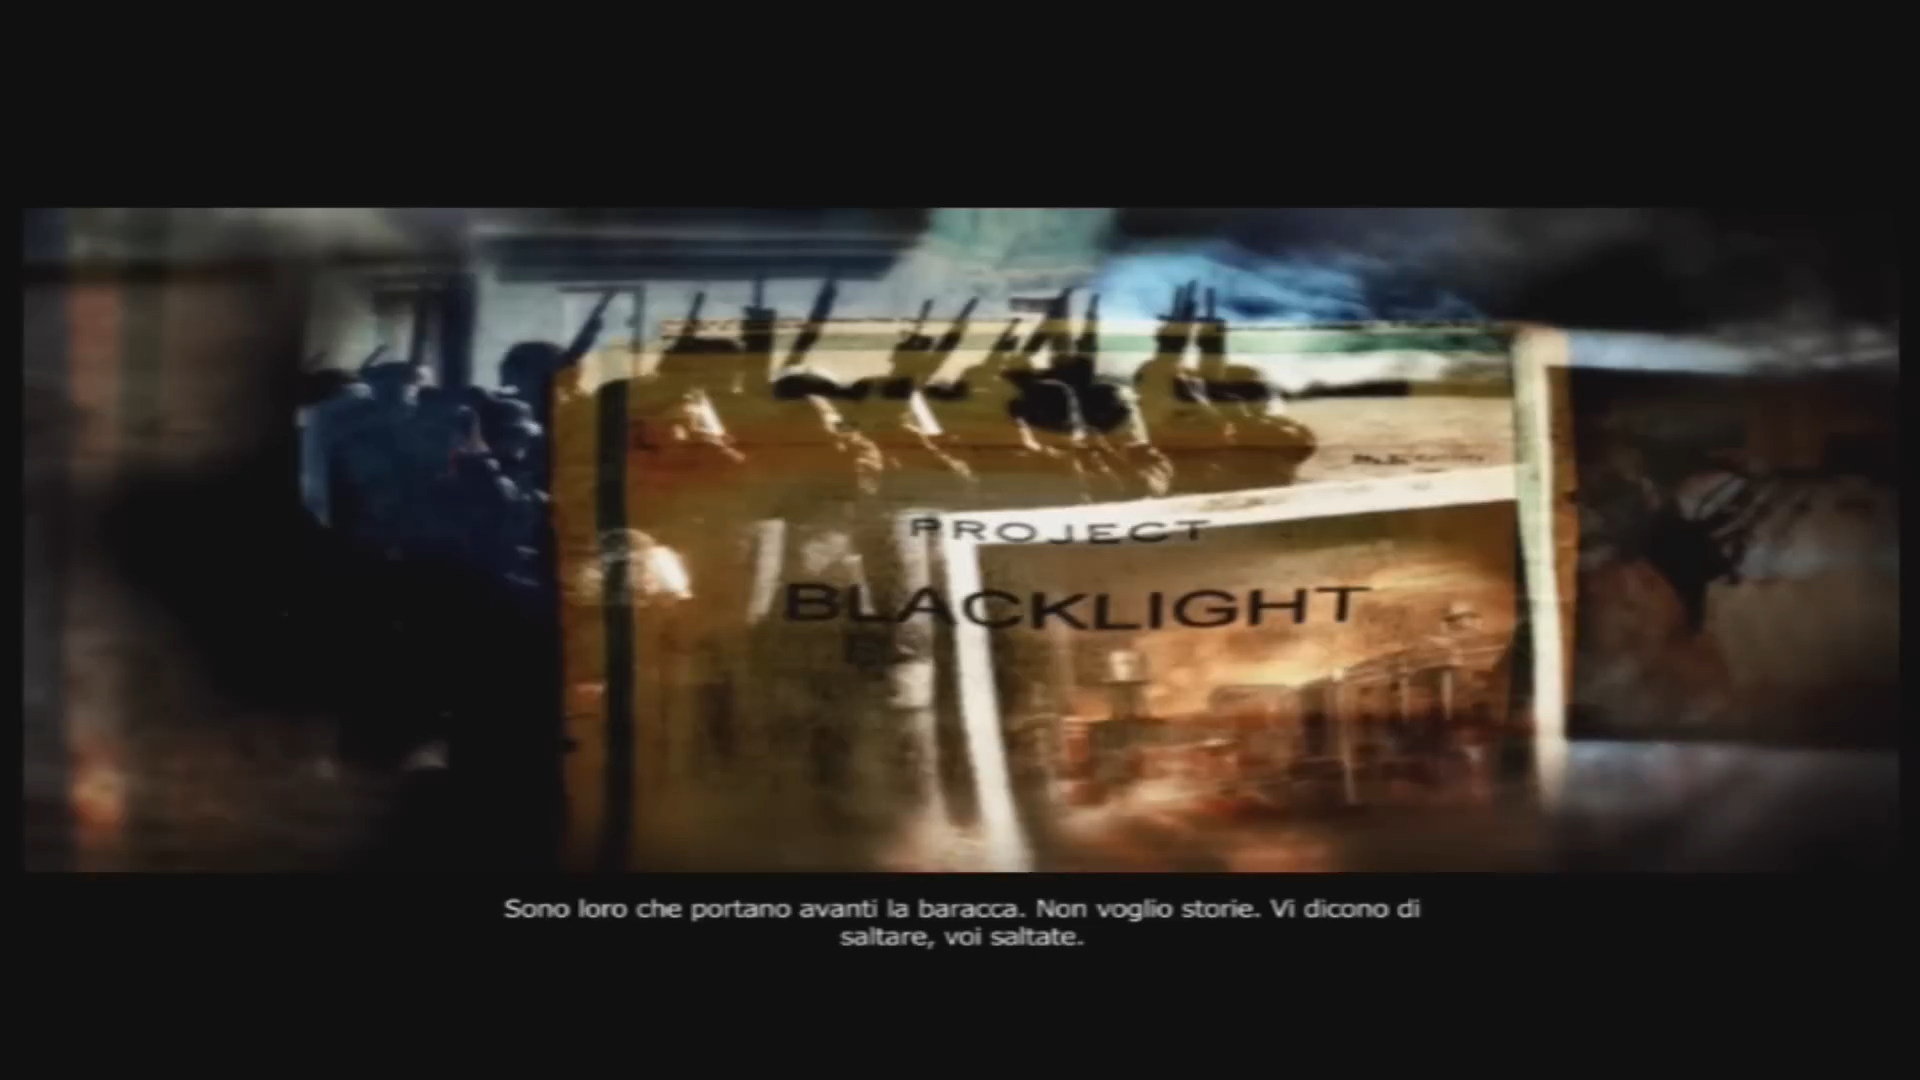 PROJECT
BLACKLIGHT
Sono loro che portano avanti la baracca. Non voglio storie. Vi dicono di
saltare, voi saltate.